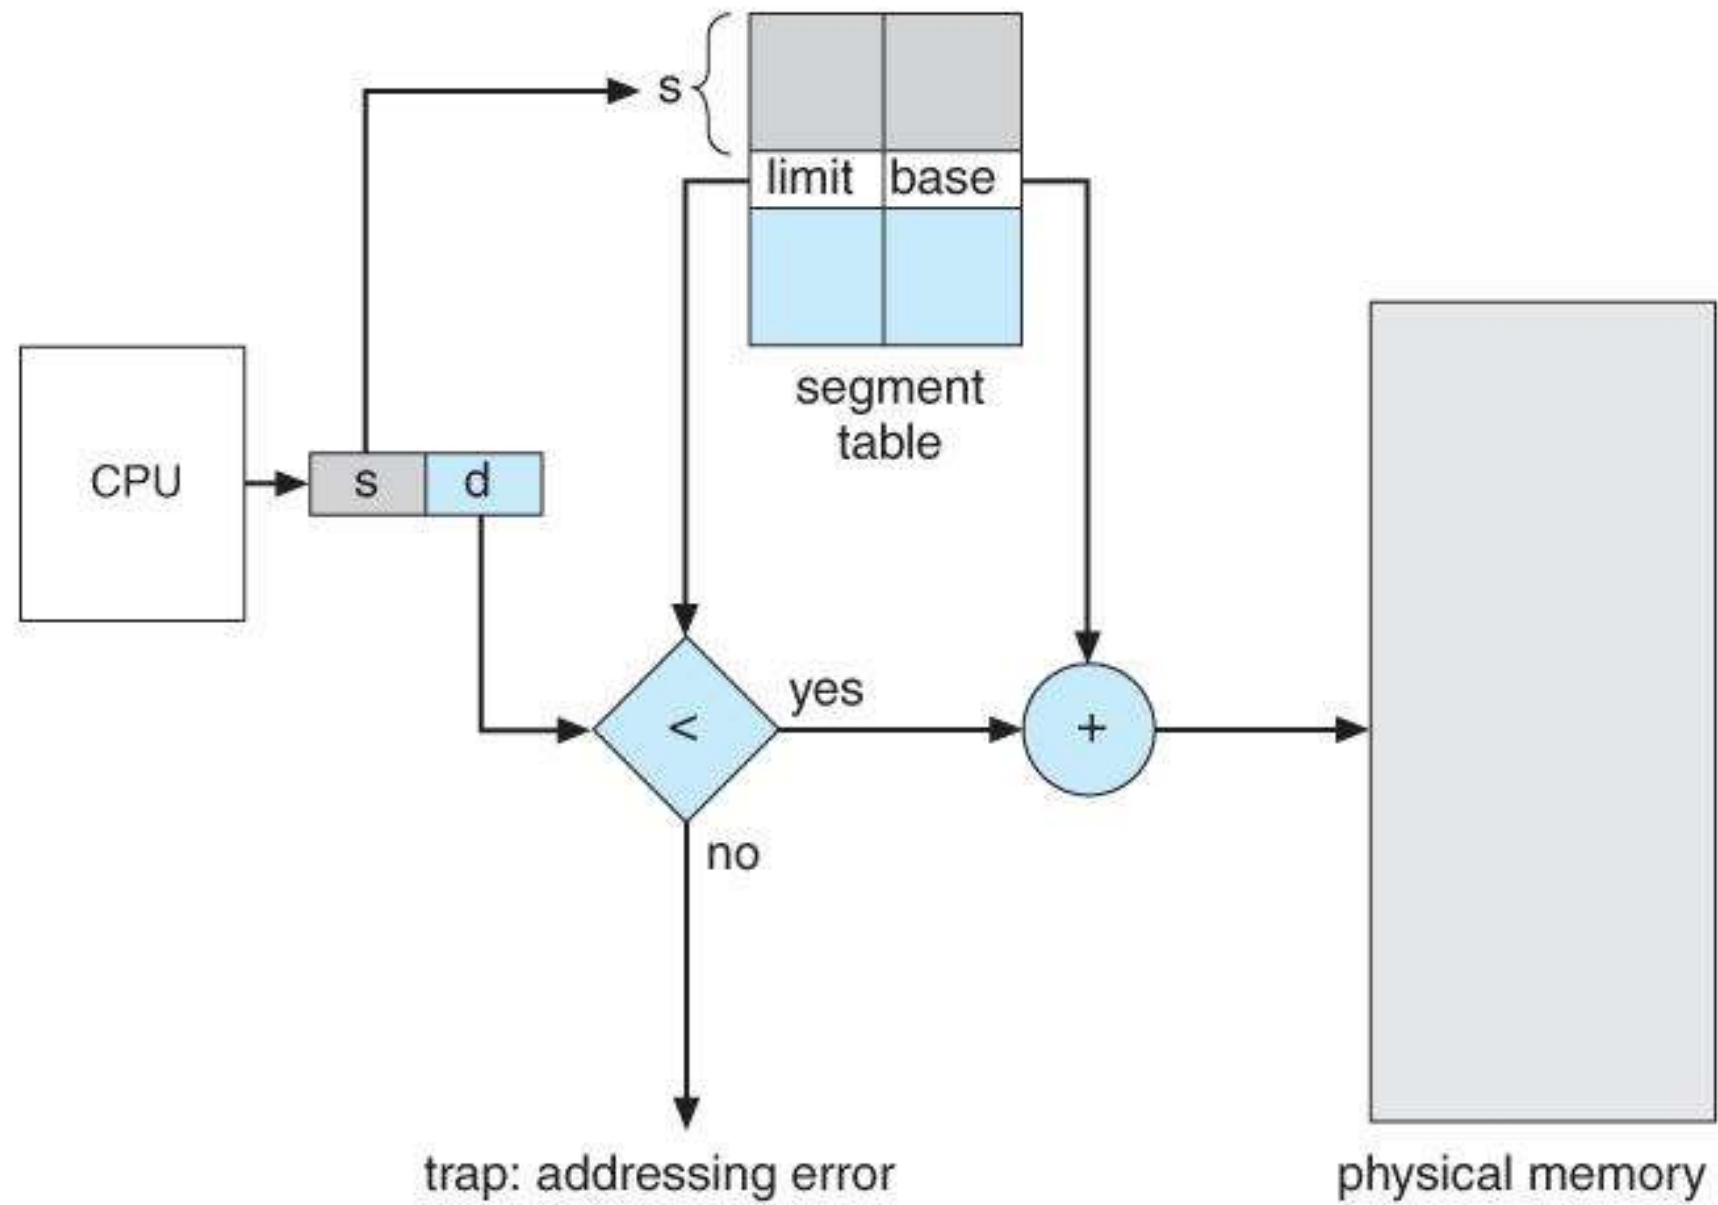 s
limit base
segment
table
CPU
s d
yes
<
+
no
trap: addressing error
physical memory